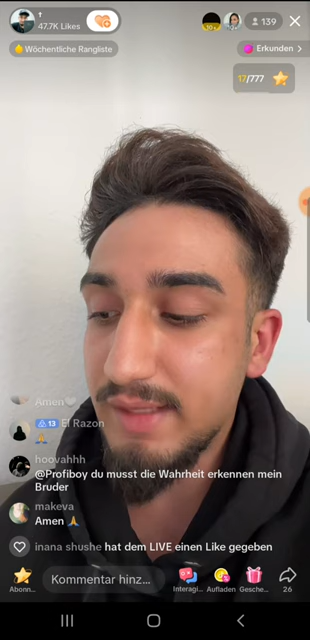 †
47.7K Likes
139
Wöchentliche Rangliste
Erkunden
17/777
Amen
13 El Razon
hoovahhh
@Profiboy du musst die Wahrheit erkennen mein
Bruder
makeva
Amen 🙏
inana shushe hat dem LIVE einen Like gegeben
Abonn...
Kommentar hinz...
Interagi...
Aufladen
Gesche...
26